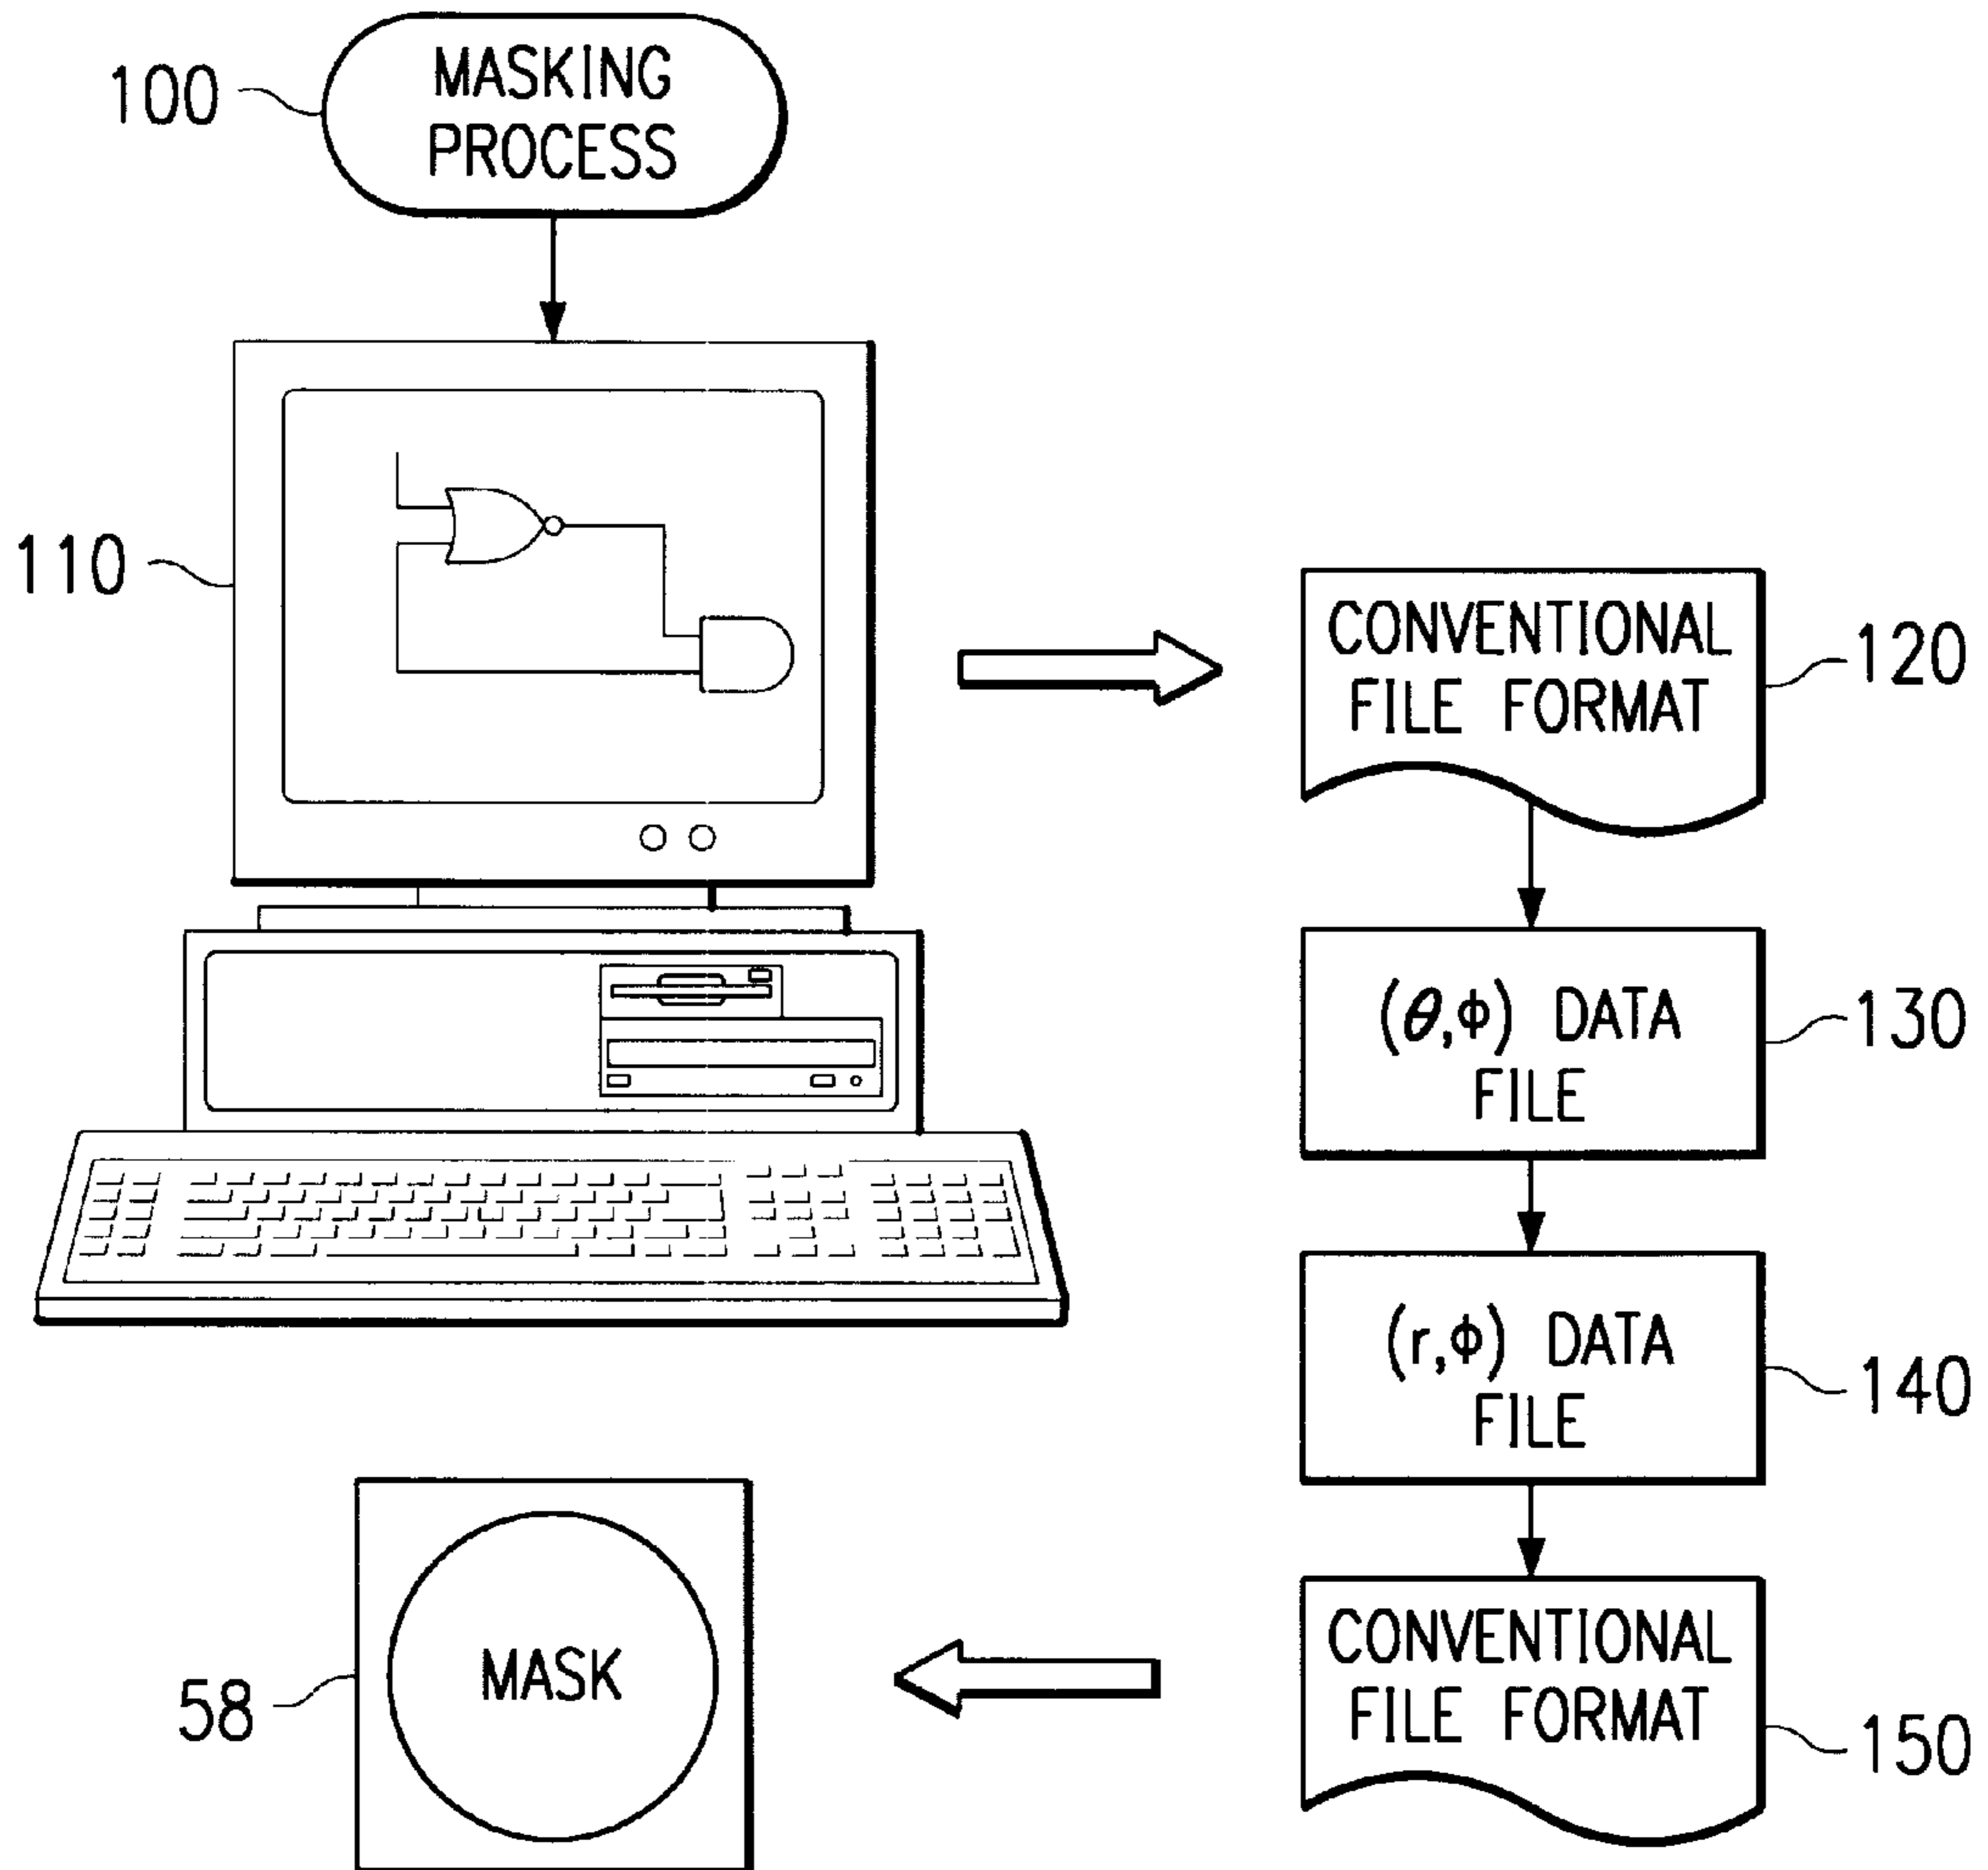 100
MASKING
PROCESS
110
CONVENTIONAL
FILE FORMAT
120
(θ,ϕ) DATA
FILE
130
(r,ϕ) DATA
FILE
140
CONVENTIONAL
FILE FORMAT
150
MASK
58